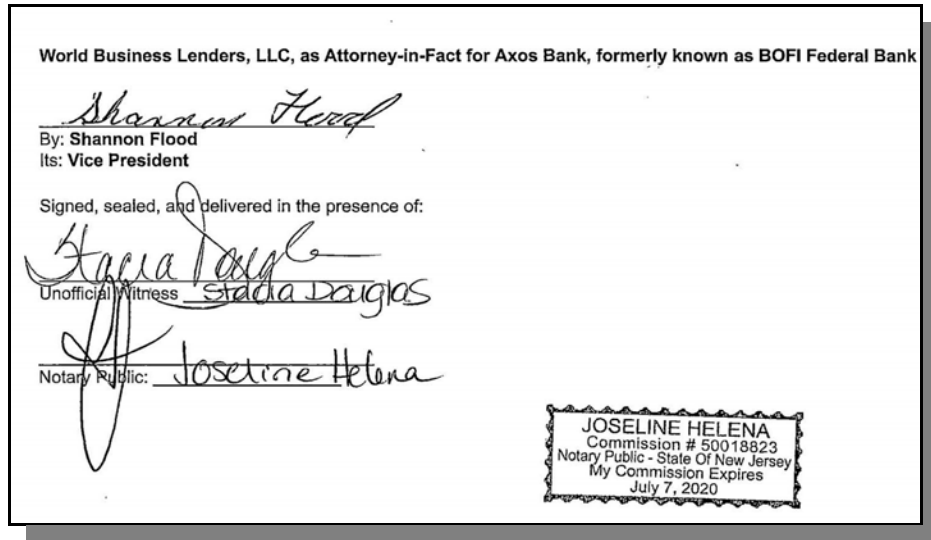 World Business Lenders, LLC, as Attorney-in-Fact for Axos Bank, formerly known as BOFI Federal Bank
Shannon Flood
By: Shannon Flood
Its: Vice President
Signed, sealed, and delivered in the presence of:
Stacia Dougla
Unofficial Witness Stacia Douglas
Notary Public: Joseline Helena
JOSELINE HELENA
Commission # 50018823
Notary Public - State Of New Jersey
My Commission Expires
July 7, 2020